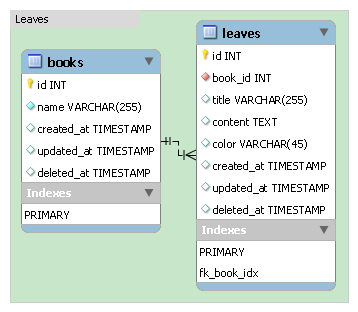 Leaves
books
id INT
name VARCHAR(255)
created_at TIMESTAMP
updated_at TIMESTAMP
deleted_at TIMESTAMP
Indexes
PRIMARY
leaves
id INT
book_id INT
title VARCHAR(255)
content TEXT
color VARCHAR(45)
created_at TIMESTAMP
updated_at TIMESTAMP
deleted_at TIMESTAMP
Indexes
PRIMARY
fk_book_idx